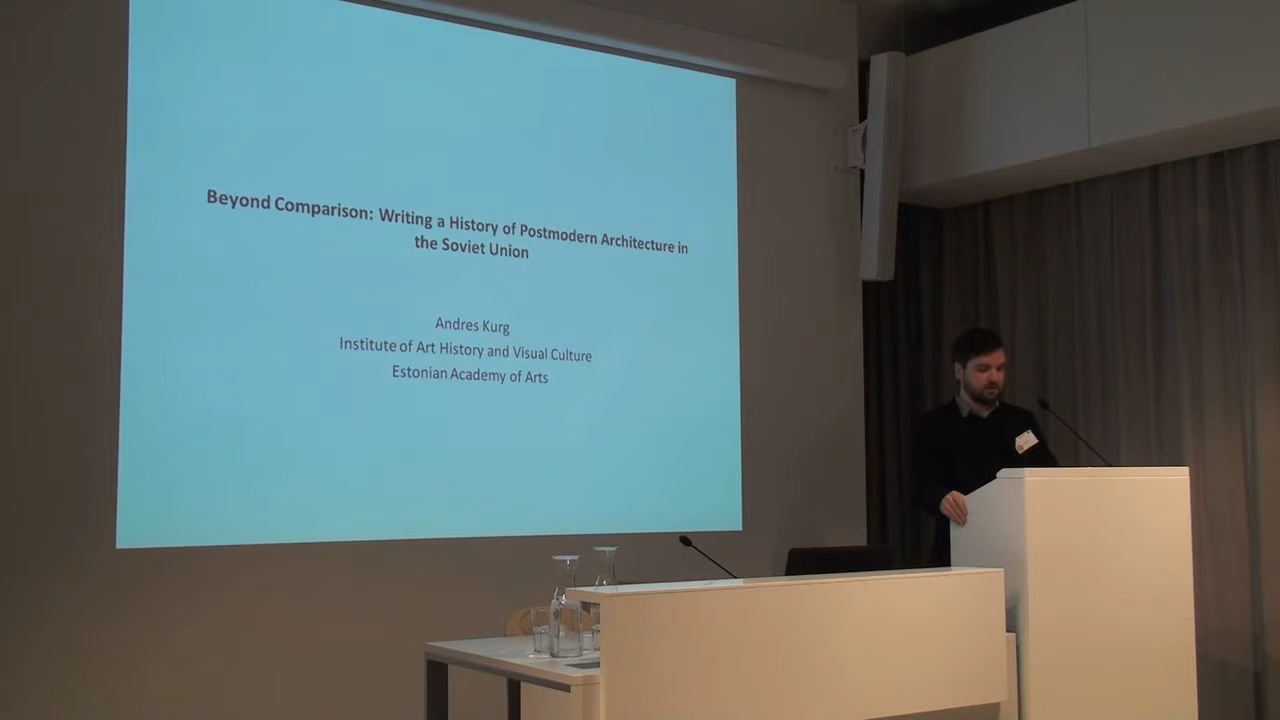 Beyond Comparison: Writing a History of Postmodern Architecture in
the Soviet Union
Andres Kurg
Institute of Art History and Visual Culture
Estonian Academy of Arts